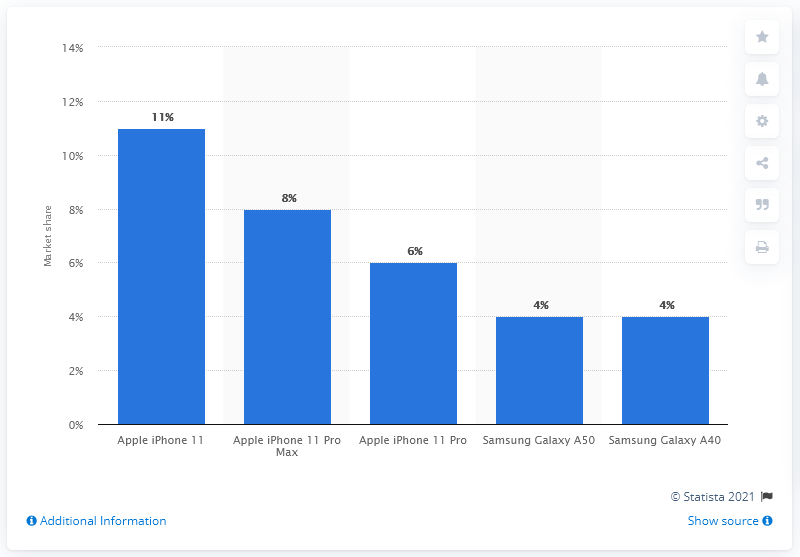 14%
12%
10%
8%
6%
4%
2%
0%
Market share
11%
8%
6%
4%
4%
Apple iPhone 11
Apple iPhone 11 Pro
Max
Apple iPhone 11 Pro
Samsung Galaxy A50
Samsung Galaxy A40
© Statista 2021
Additional Information
Show source